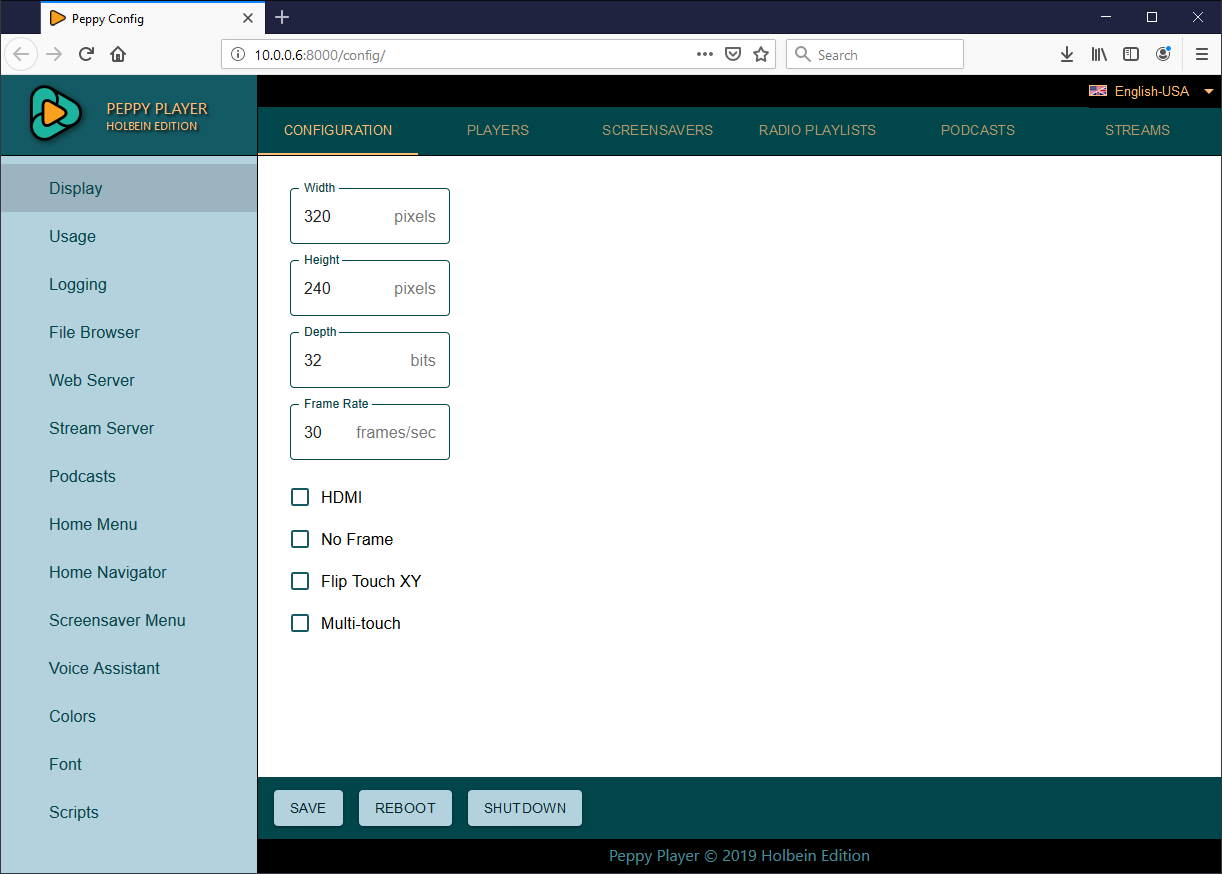 Peppy Config
10.0.0.6:8000/config/
Search
PEPPY PLAYER
HOLBEIN EDITION
English-USA
CONFIGURATION PLAYERS SCREENSAVERS RADIO PLAYLISTS PODCASTS STREAMS
Display
Usage
Logging
File Browser
Web Server
Stream Server
Podcasts
Home Menu
Home Navigator
Screensaver Menu
Voice Assistant
Colors
Font
Scripts
Width
320 pixels
Height
240 pixels
Depth
32 bits
Frame Rate
30 frames/sec
HDMI
No Frame
Flip Touch XY
Multi-touch
SAVE REBOOT SHUTDOWN
Peppy Player © 2019 Holbein Edition